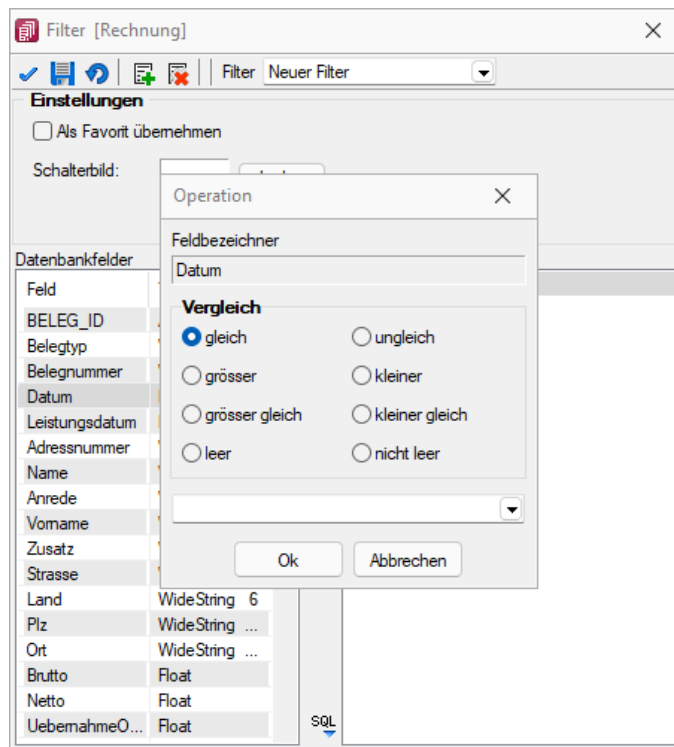 Filter [Rechnung]
Filter Neuer Filter
Einstellungen
Als Favorit übernehmen
Schalterbild:
Operation
Feldbezeichner
Datum
Vergleich
gleich
ungleich
grösser
kleiner
grösser gleich
kleiner gleich
leer
nicht leer
Ok
Abbrechen
Datenbankfelder
Feld
BELEG_ID
Belegtyp
Belegnummer
Datum
Leistungsdatum
Adressnummer
Name
Anrede
Vorname
Zusatz
Strasse
Land WideString 6
Plz WideString ...
Ort WideString ...
Brutto Float
Netto Float
UebernahmeO... Float
SQL